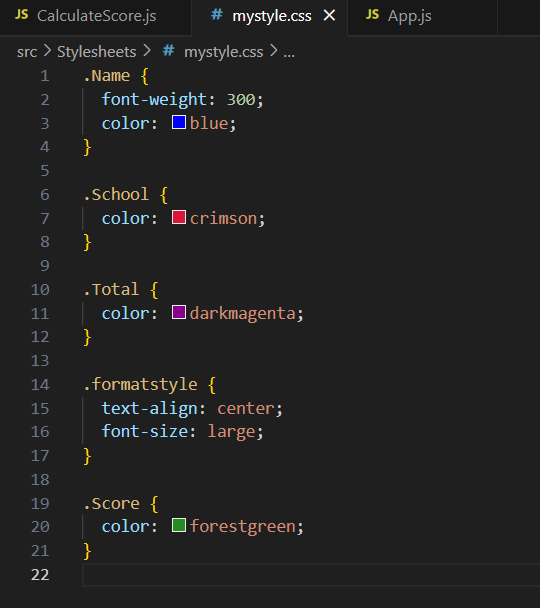 JS CalculateScore.js # mystyle.css × JS App.js
src > Stylesheets > # mystyle.css > ...
1 .Name {
2 font-weight: 300;
3 color: blue;
4 }
5
6 .School {
7 color: crimson;
8 }
9
10 .Total {
11 color: darkmagenta;
12 }
13
14 .formatstyle {
15 text-align: center;
16 font-size: large;
17 }
18
19 .Score {
20 color: forestgreen;
21 }
22